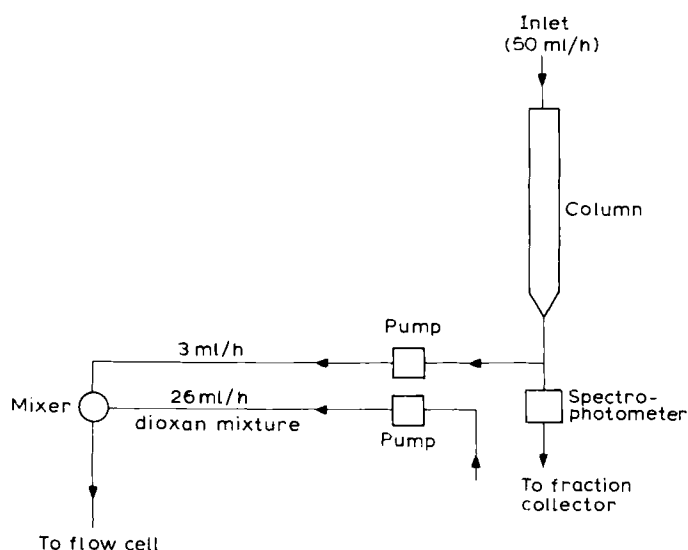 Inlet
(50 ml/h)
Column
Pump
3 ml/h
Mixer
26 ml/h
dioxan mixture
Pump
Spectro-
photometer
To fraction
collector
To flow cell